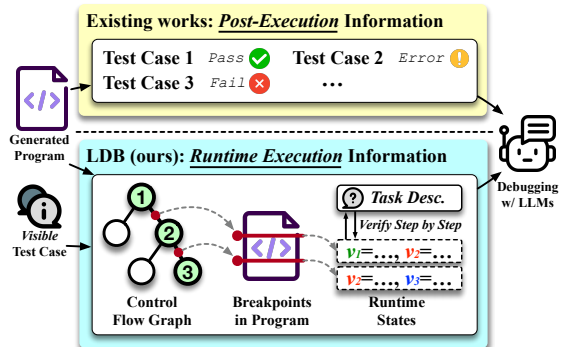 Existing works: Post-Execution Information
Test Case 1 Pass Test Case 2 Error
Test Case 3 Fail ...
</>
Generated
Program
LDB (ours): Runtime Execution Information
Visible
Test Case
1
2
3
</>
Task Desc.
Verify Step by Step
v1=..., v2=...
v2=..., v3=...
Control
Flow Graph
Breakpoints
in Program
Runtime
States
Debugging
w/ LLMs